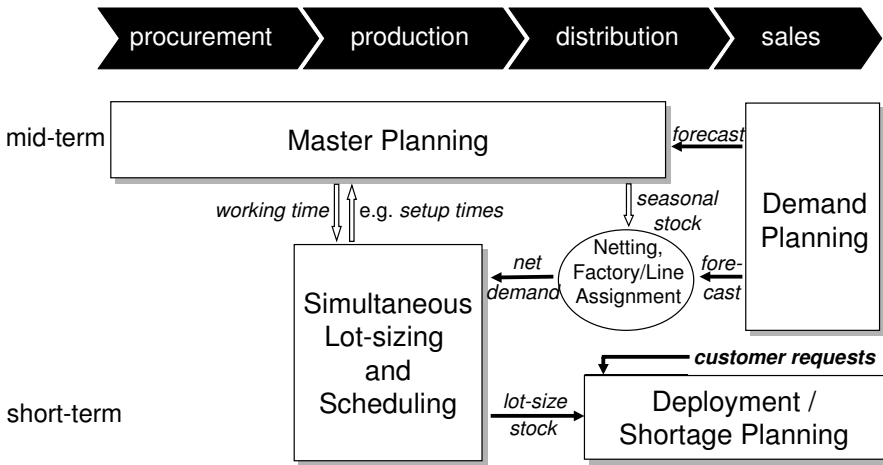 procurement
production
distribution
sales
mid-term
Master Planning
forecast
Demand
Planning
working time
e.g. setup times
seasonal
stock
Netting,
Factory/Line
Assignment
net
demand
fore-
cast
Simultaneous
Lot-sizing
and
Scheduling
customer requests
short-term
lot-size
stock
Deployment /
Shortage Planning